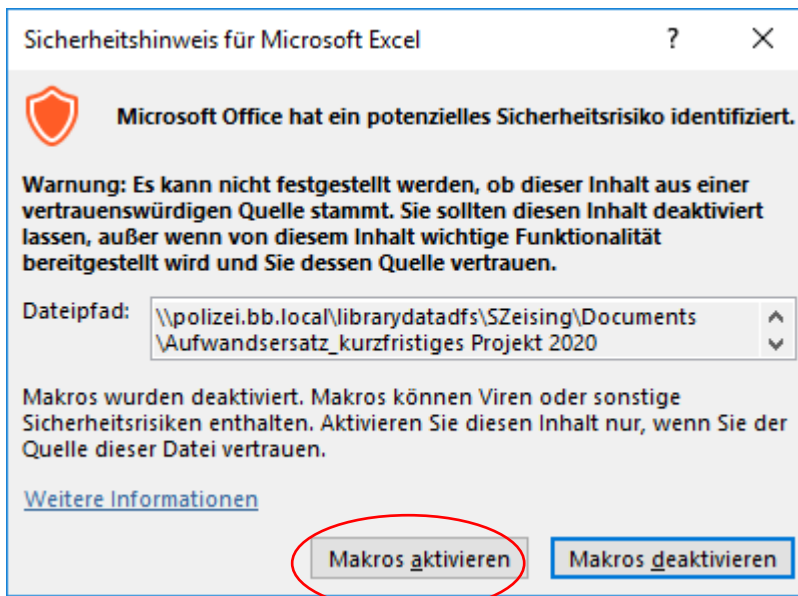 Sicherheitshinweis für Microsoft Excel
?
Microsoft Office hat ein potenzielles Sicherheitsrisiko identifiziert.
Warnung: Es kann nicht festgestellt werden, ob dieser Inhalt aus einer
vertrauenswürdigen Quelle stammt. Sie sollten diesen Inhalt deaktiviert
lassen, außer wenn von diesem Inhalt wichtige Funktionalität
bereitgestellt wird und Sie dessen Quelle vertrauen.
Dateipfad: \\polizei.bb.local\librarydatadfs\SZeising\Documents
\Aufwandsersatz_kurzfristiges Projekt 2020
Makros wurden deaktiviert. Makros können Viren oder sonstige
Sicherheitsrisiken enthalten. Aktivieren Sie diesen Inhalt nur, wenn Sie der
Quelle dieser Datei vertrauen.
Weitere Informationen
Makros aktivieren Makros deaktivieren